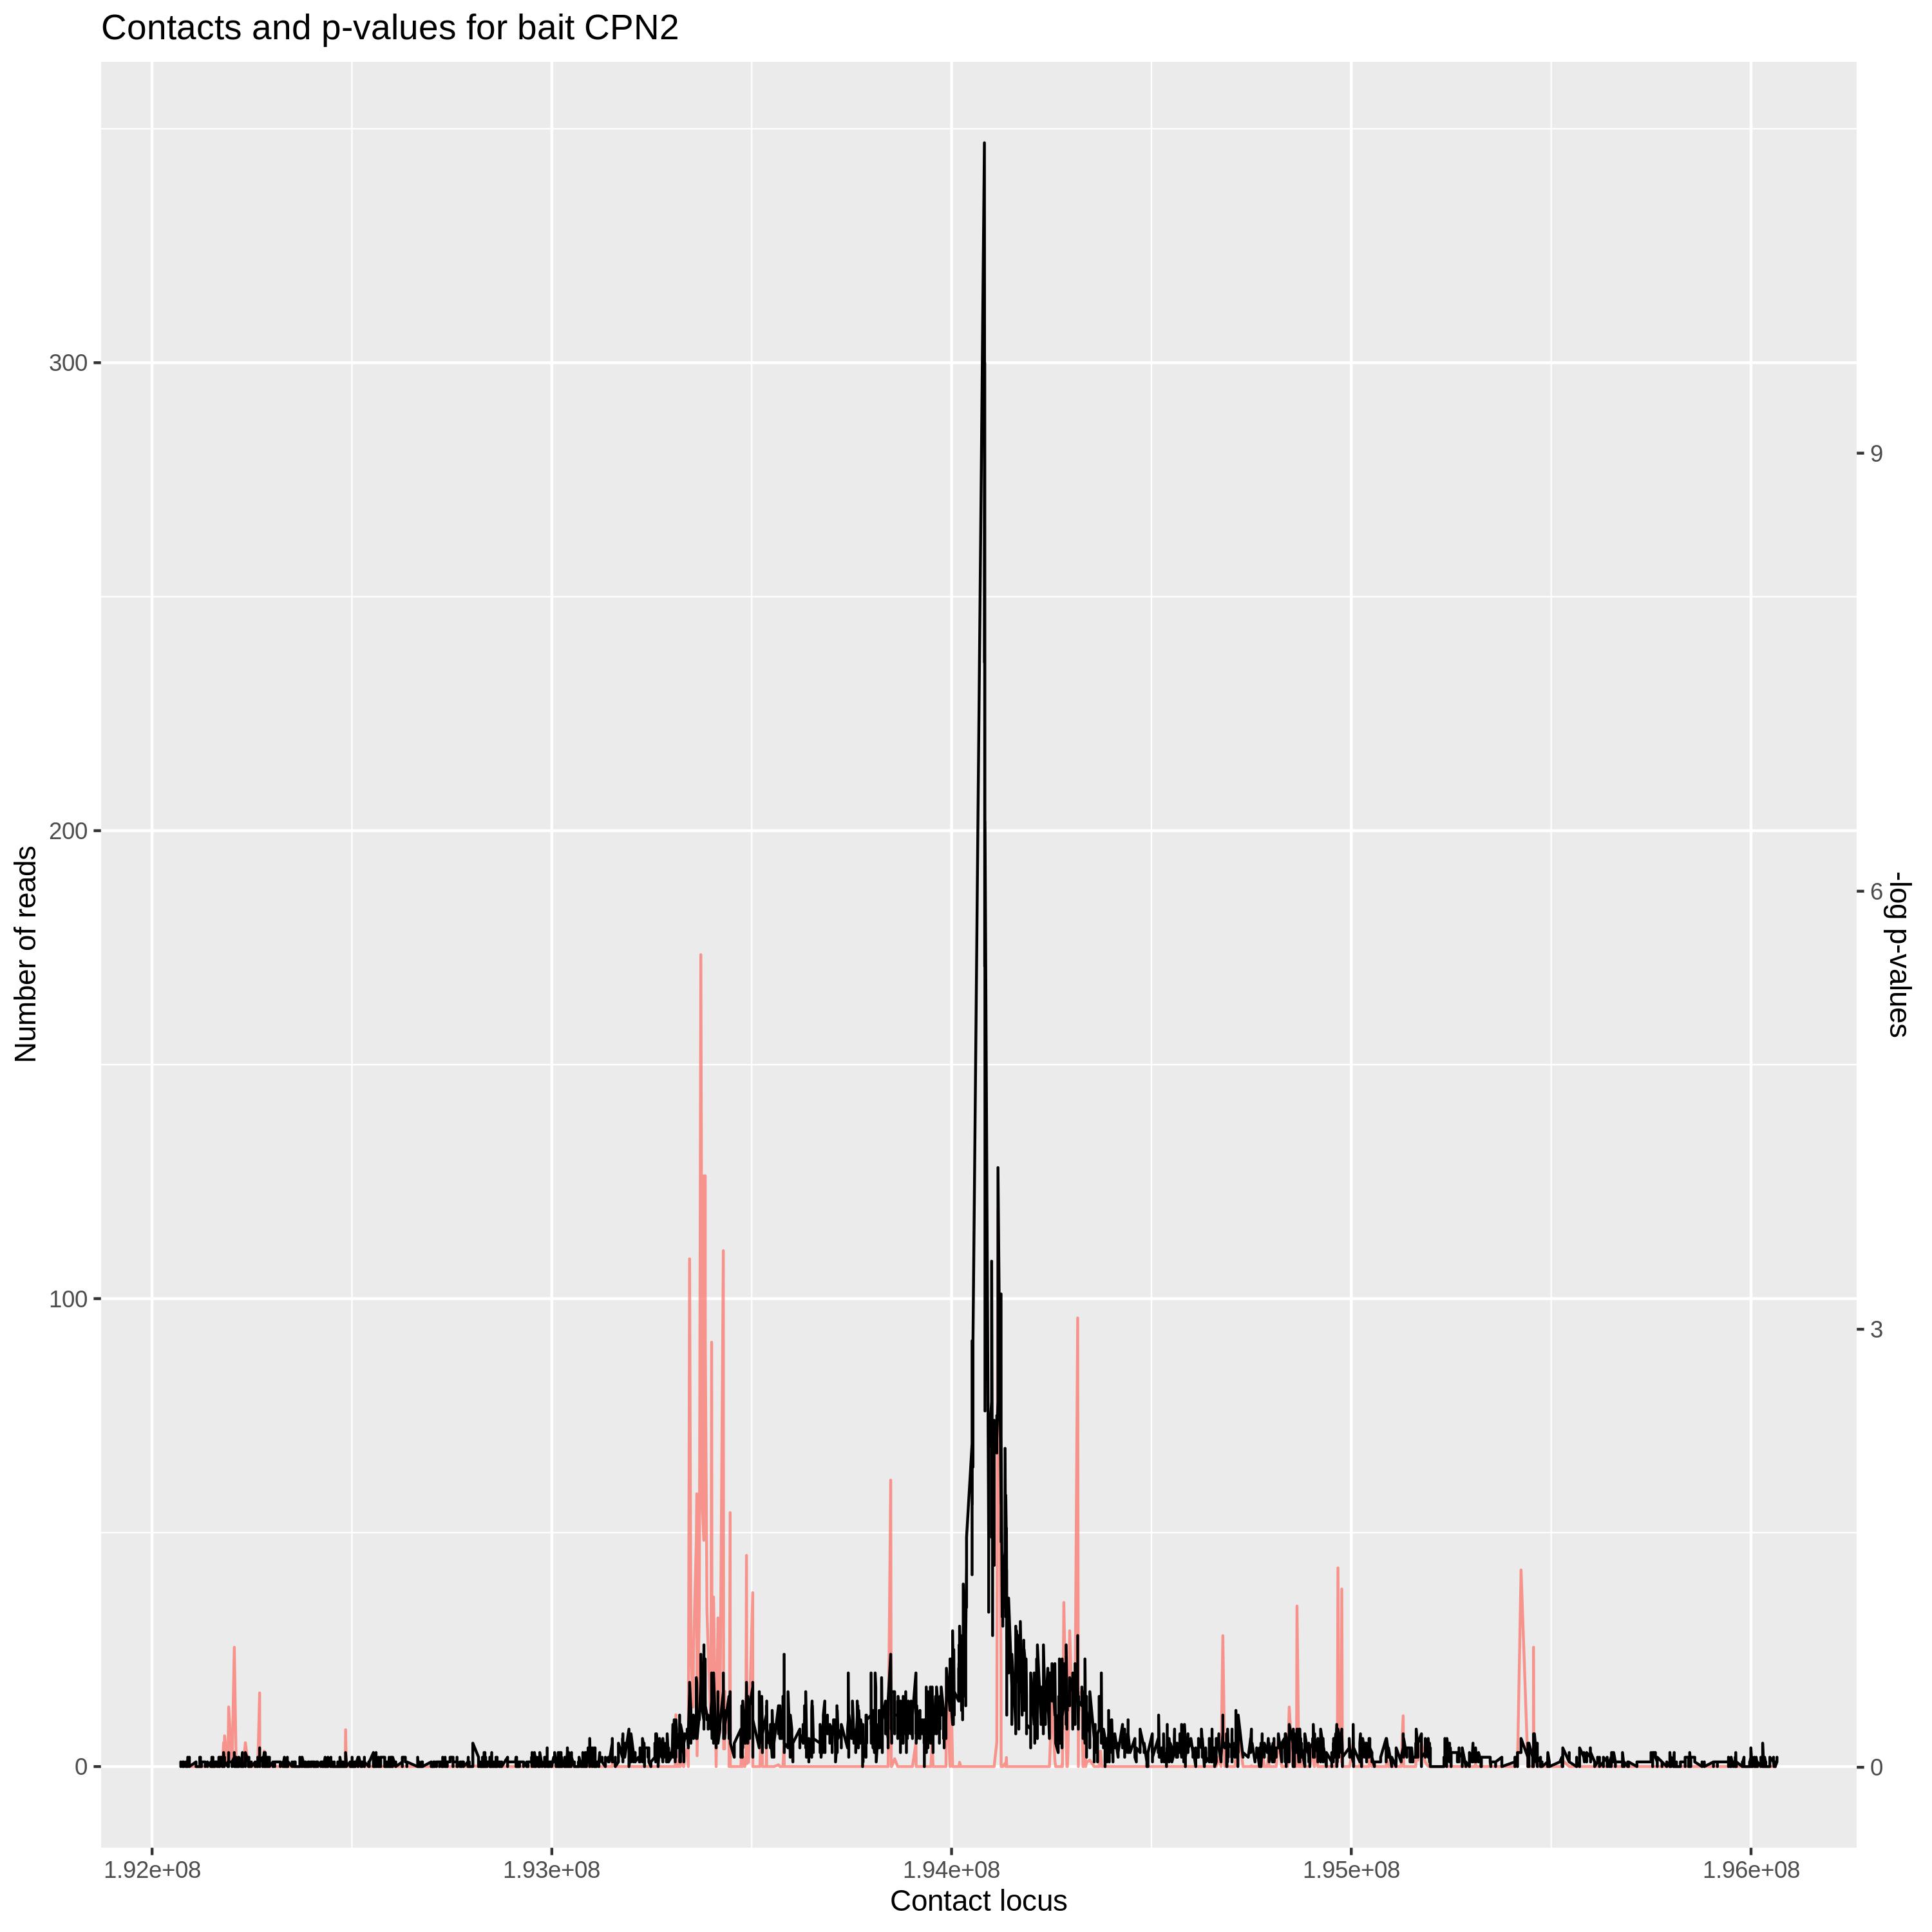 Contacts and p-values for bait CPN2
Number of reads
300
200
100
0
9
6
3
0
-log p-values
1.92e+08
1.93e+08
1.94e+08
1.95e+08
1.96e+08
Contact locus